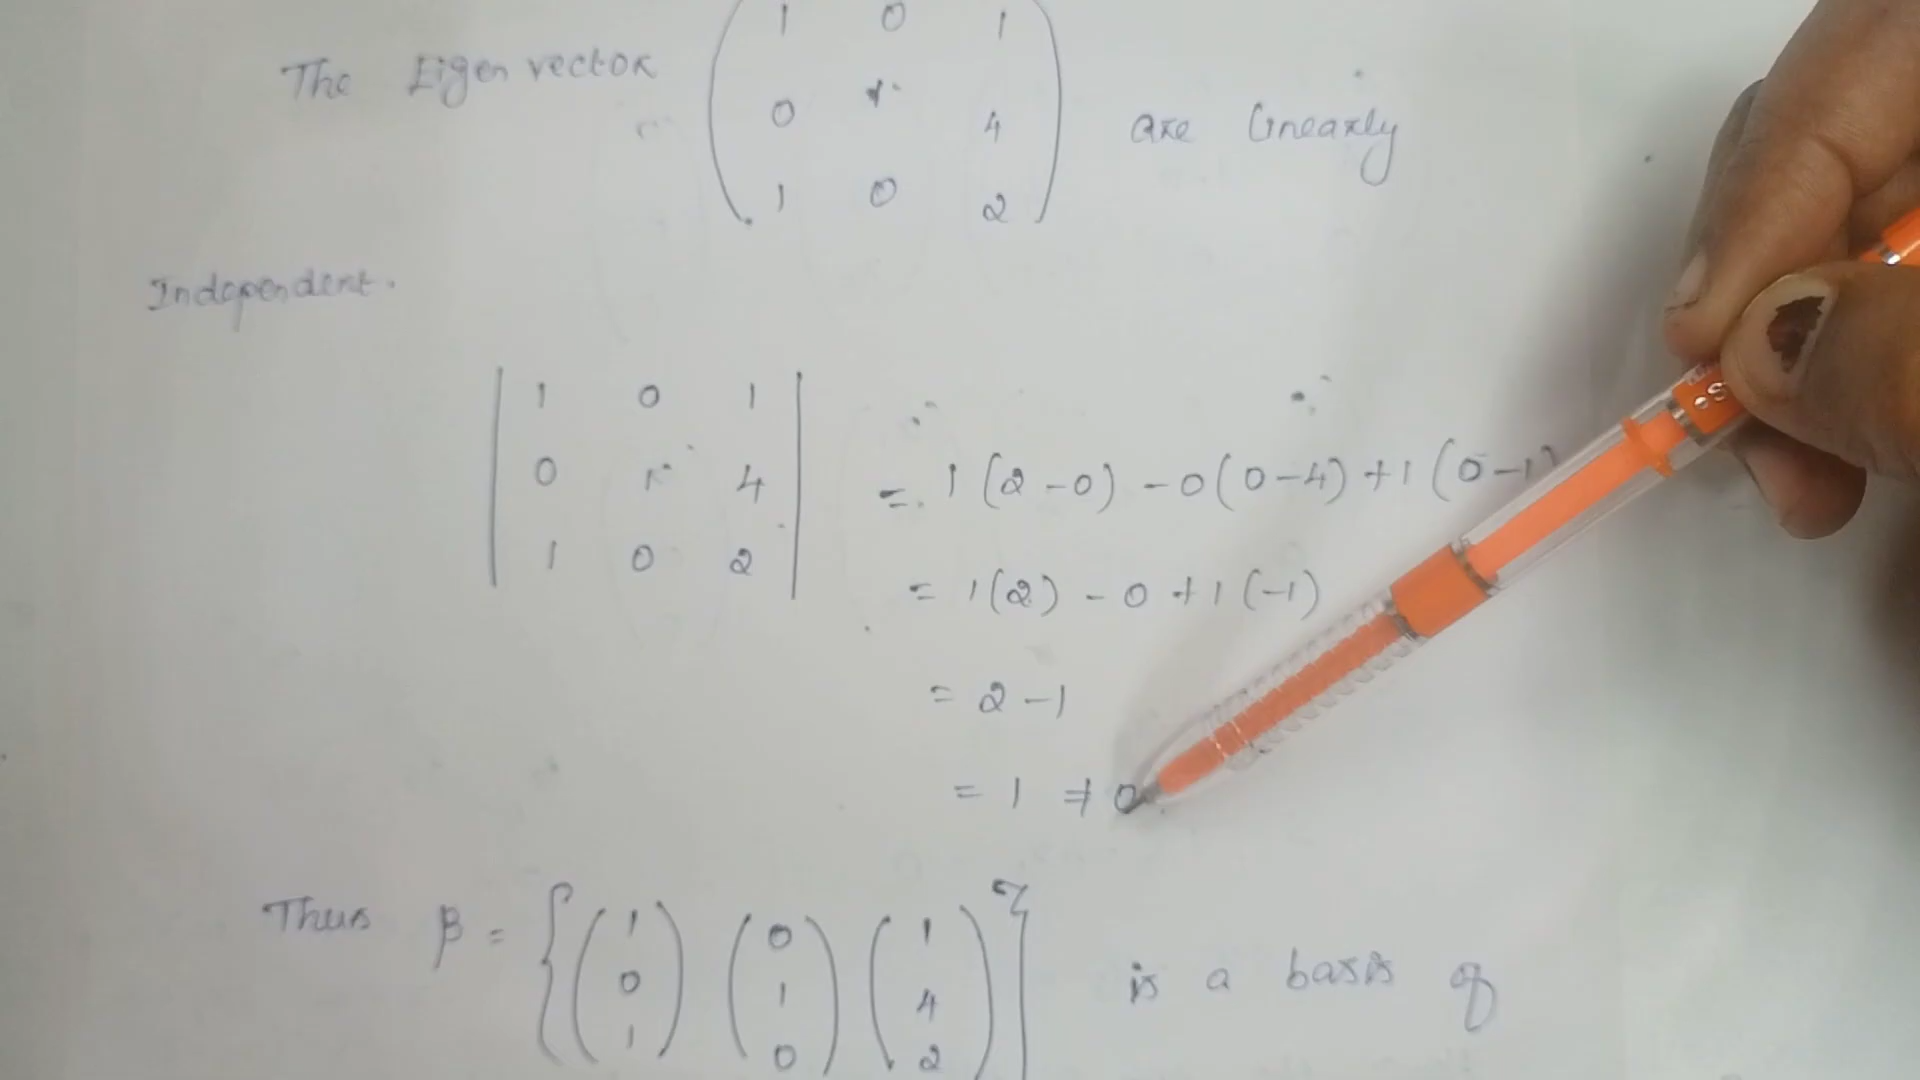 The Eigen vector ( 1 0 1 are linearly
0 1 4
1 0 2 )
Independent.
| 1 0 1 |
| 0 1 4 | = 1 (2 - 0) - 0 (0 - 4) + 1 (0 - 1)
| 1 0 2 |
= 1(2) - 0 + 1 (-1)
= 2 - 1
= 1 ≠ 0
Thus β = { ( 1 0 1 ) ( 0 1 0 ) ( 1 4 2 ) } is a basis of